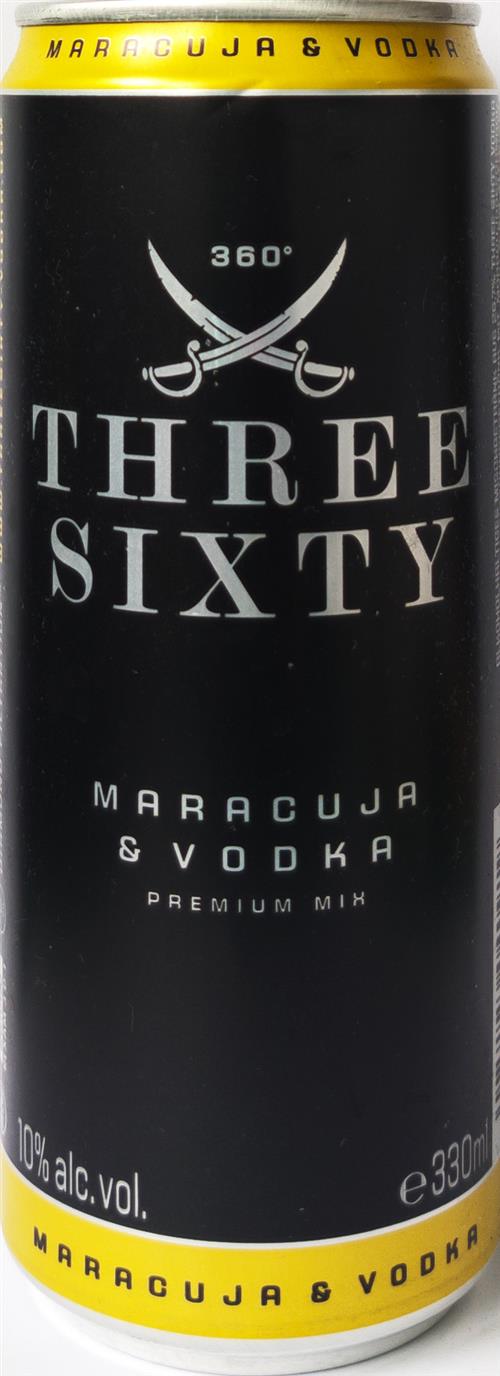 MARACUJA & VODKA
360°
THREE
SIXTY
MARACUJA
& VODKA
PREMIUM MIX
10% alc.vol.
e 330ml
MARACUJA & VODKA